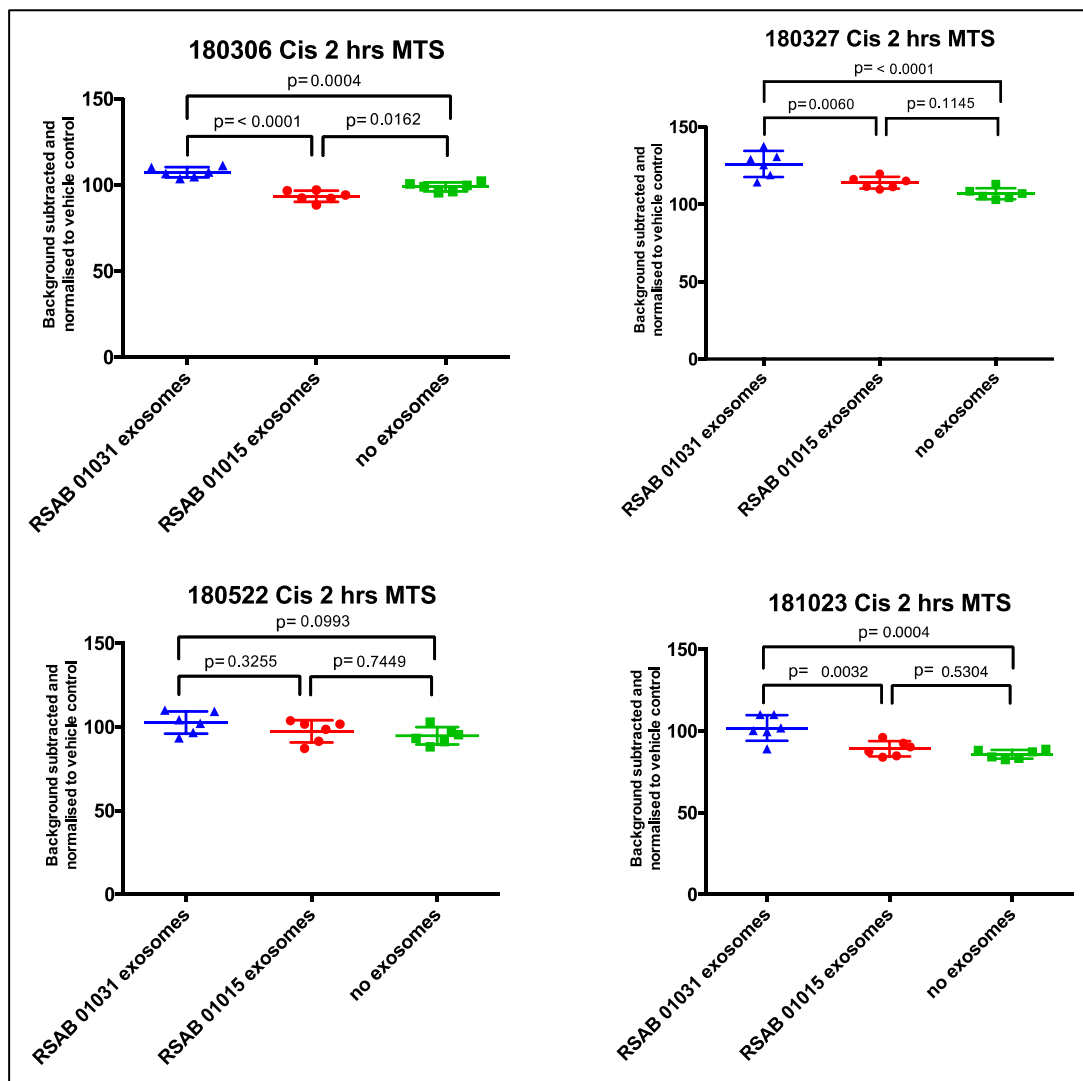 180306 Cis 2 hrs MTS
p= 0.0004
p= < 0.0001
p= 0.0162
Background subtracted and
normalised to vehicle control
150
100
50
0
RSAB 01031 exosomes
RSAB 01015 exosomes
no exosomes
180327 Cis 2 hrs MTS
p= < 0.0001
p= 0.0060
p= 0.1145
Background subtracted and
normalised to vehicle control
150
100
50
0
RSAB 01031 exosomes
RSAB 01015 exosomes
no exosomes
180522 Cis 2 hrs MTS
p= 0.0993
p= 0.3255
p= 0.7449
Background subtracted and
normalised to vehicle control
150
100
50
0
RSAB 01031 exosomes
RSAB 01015 exosomes
no exosomes
181023 Cis 2 hrs MTS
p= 0.0004
p= 0.0032
p= 0.5304
Background subtracted and
normalised to vehicle control
150
100
50
0
RSAB 01031 exosomes
RSAB 01015 exosomes
no exosomes